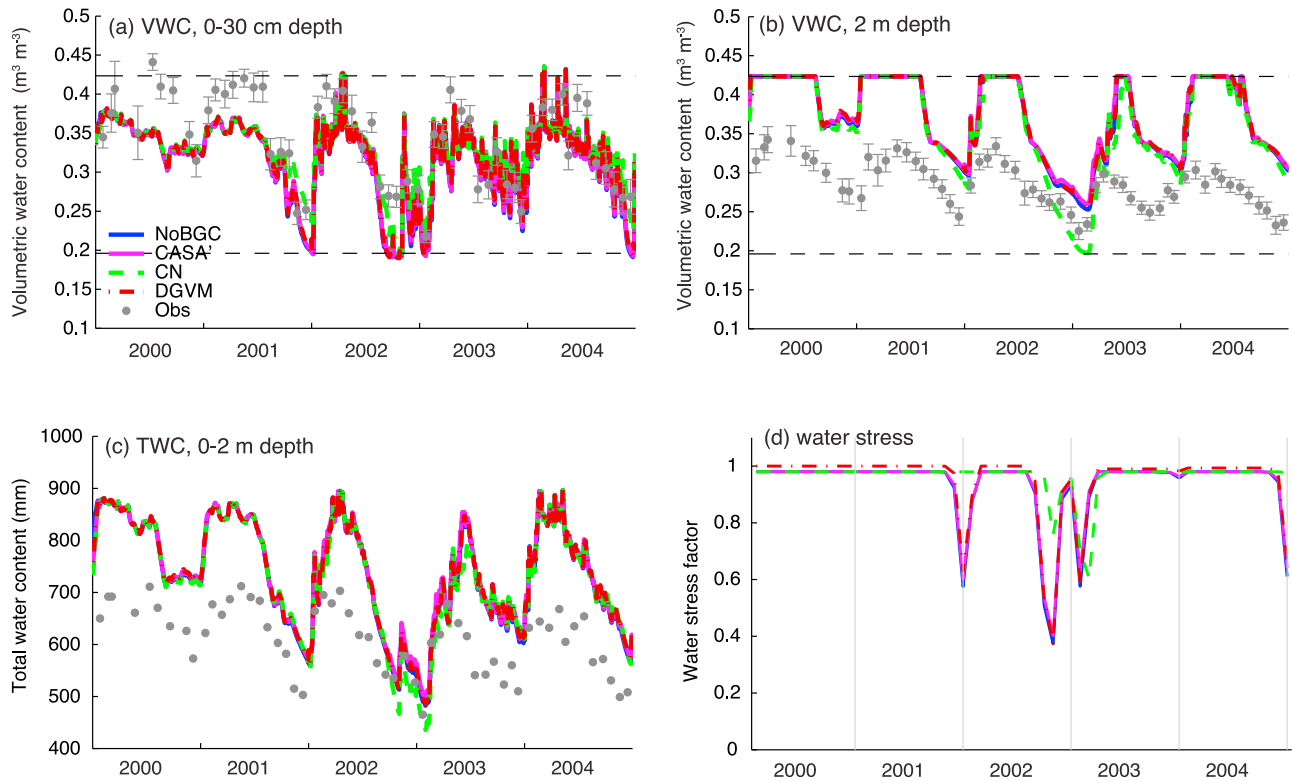 (a) VWC, 0-30 cm depth
Volumetric water content (m³ m⁻³)
0.5
0.45
0.4
0.35
0.3
0.25
0.2
0.15
0.1
NoBGC
CASA'
CN
DGVM
Obs
2000 2001 2002 2003 2004
(b) VWC, 2 m depth
Volumetric water content (m³ m⁻³)
0.5
0.45
0.4
0.35
0.3
0.25
0.2
0.15
0.1
2000 2001 2002 2003 2004
(c) TWC, 0-2 m depth
Total water content (mm)
1000
900
800
700
600
500
400
2000 2001 2002 2003 2004
(d) water stress
Water stress factor
1
0.8
0.6
0.4
0.2
0
2000 2001 2002 2003 2004